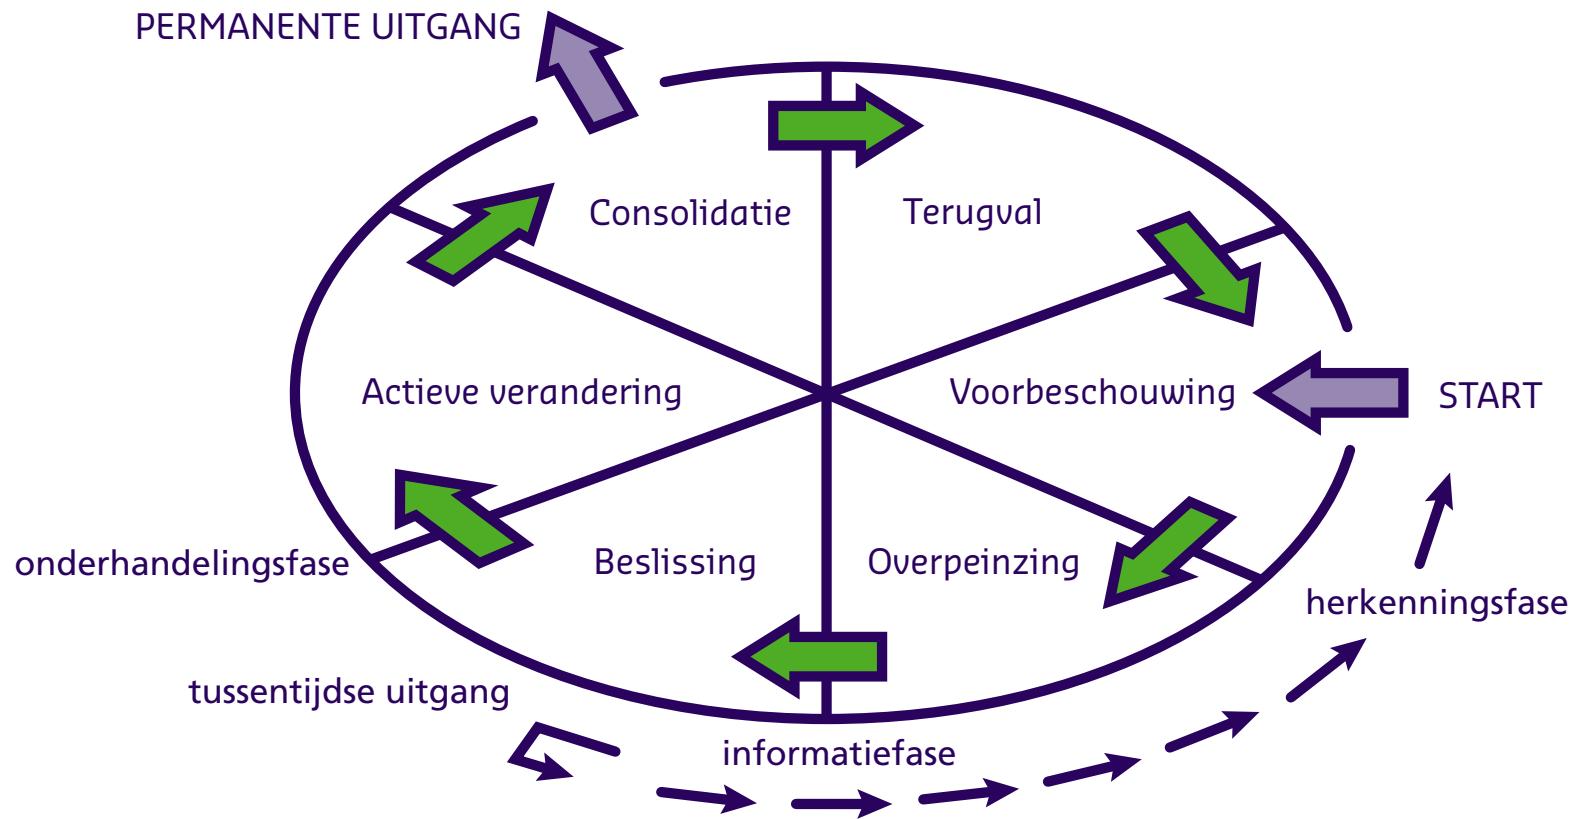 PERMANENTE UITGANG
Consolidatie
Terugval
Actieve verandering
Voorbeschouwing
START
onderhandelingsfase
Beslissing
Overpeinzing
herkenningsfase
tussentijdse uitgang
informatiefase